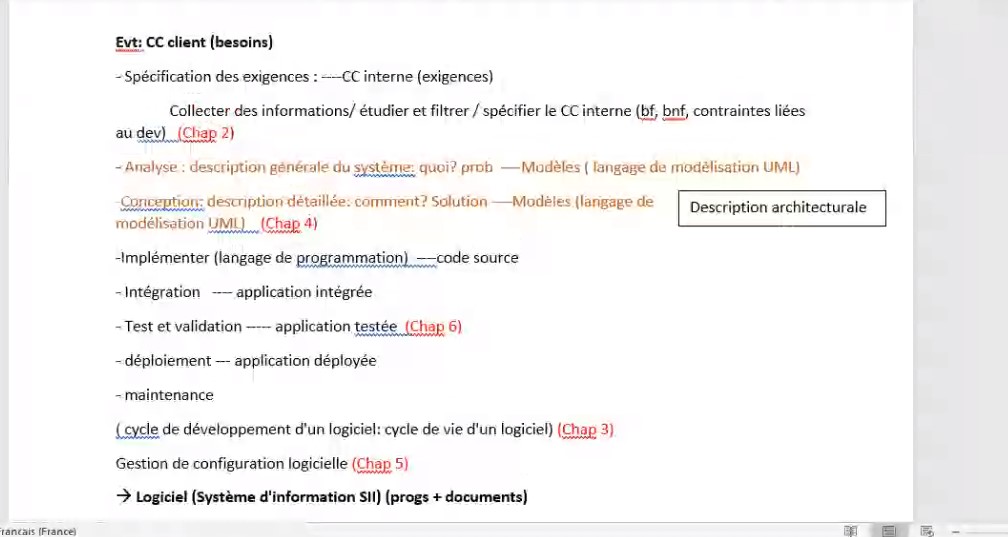 Evt: CC client (besoins)
- Spécification des exigences : ----CC interne (exigences)
Collecter des informations/ étudier et filtrer / spécifier le CC interne (bf, bnf, contraintes liées
au dev) (Chap 2)
- Analyse : description générale du système: quoi? prob ----Modèles ( langage de modélisation UML)
-Conception: description détaillée: comment? Solution ----Modèles (langage de
modélisation UML) (Chap 4)
Description architecturale
-Implémenter (langage de programmation) ----code source
- Intégration ---- application intégrée
- Test et validation ----- application testée (Chap 6)
- déploiement --- application déployée
- maintenance
( cycle de développement d'un logiciel: cycle de vie d'un logiciel) (Chap 3)
Gestion de configuration logicielle (Chap 5)
→ Logiciel (Système d'information SII) (progs + documents)
Francais (France)